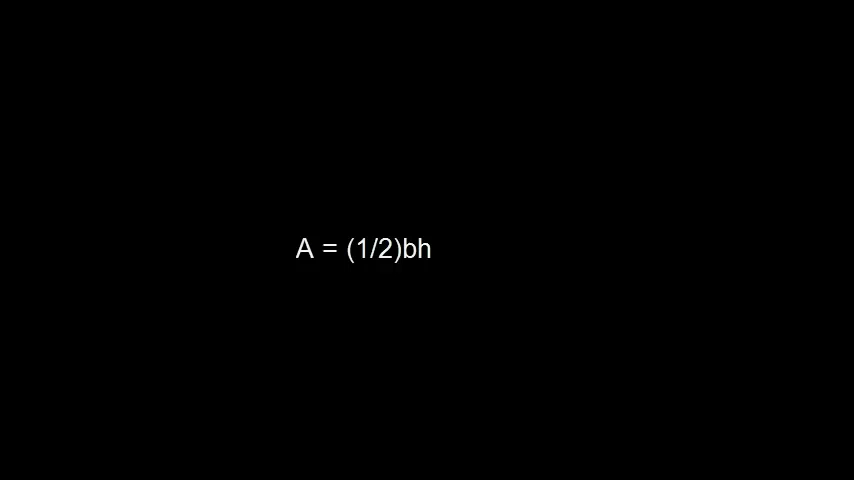 A = (1/2)bh